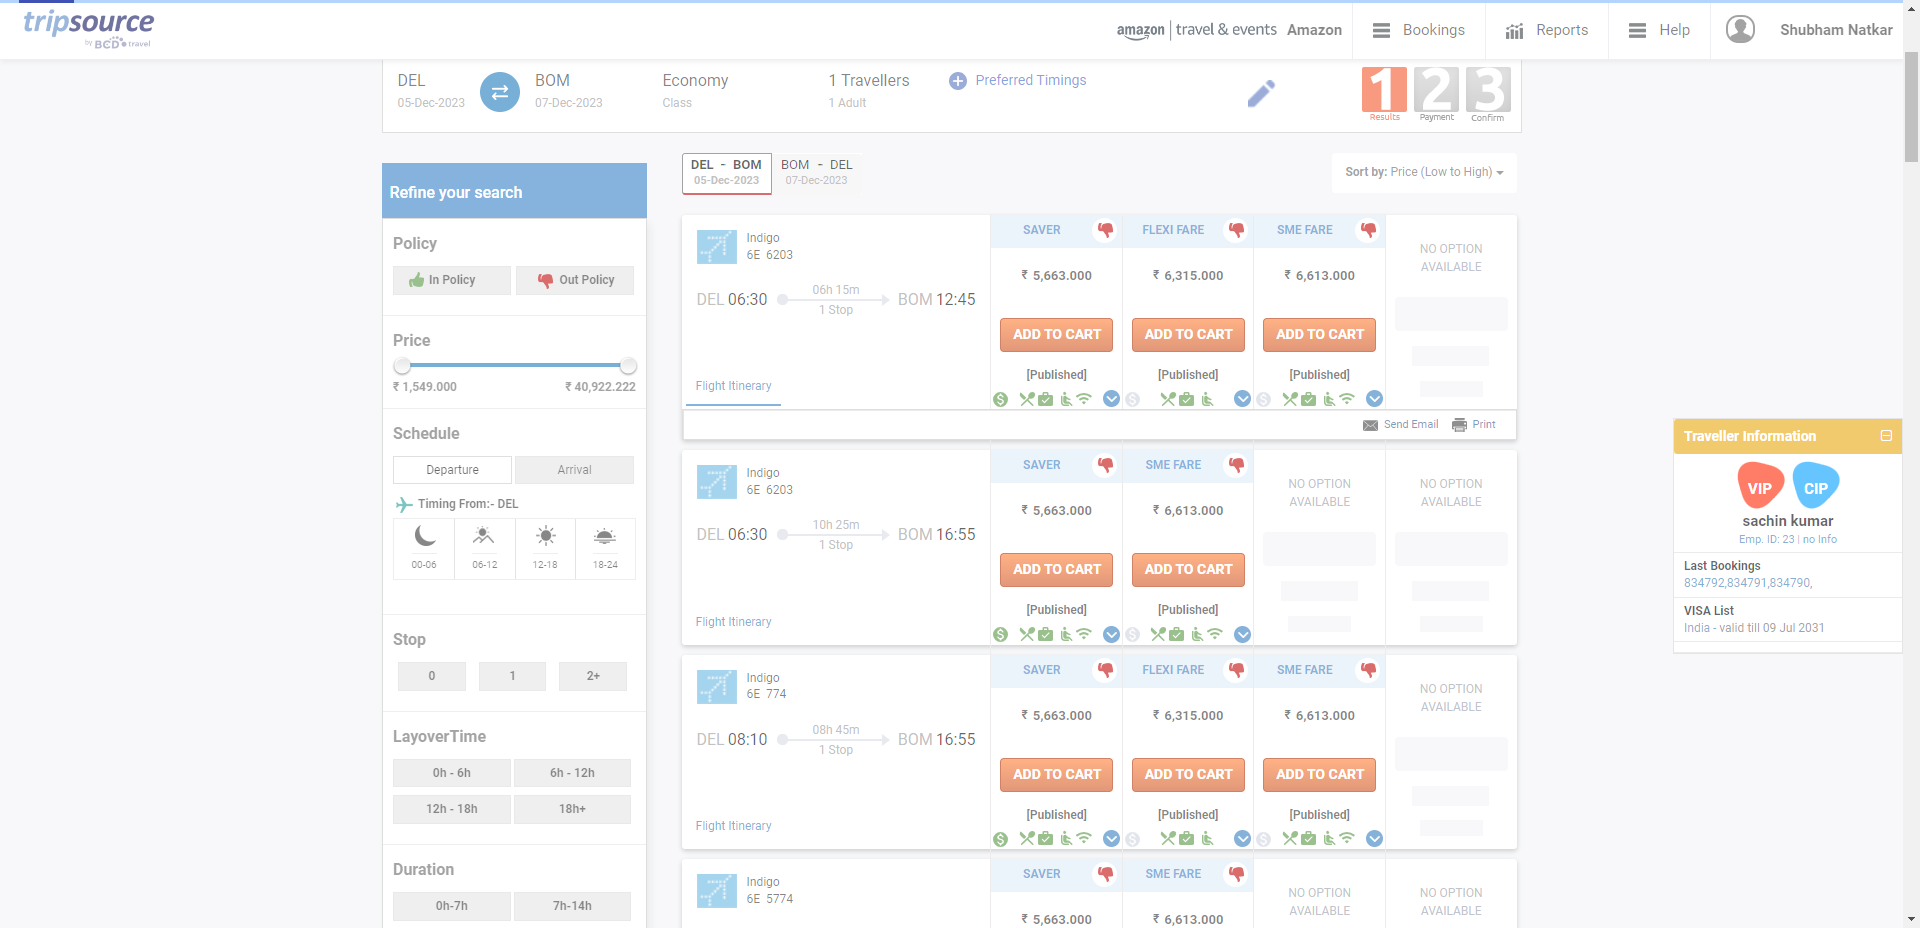 tripsource
by BCD travel
amazon travel & events Amazon
Bookings
Reports
Help
Shubham Natkar
DEL
05-Dec-2023
BOM
07-Dec-2023
Economy
Class
1 Travellers
1 Adult
Preferred Timings
1 2 3
Results Payment Confirm
DEL - BOM
05-Dec-2023
BOM - DEL
07-Dec-2023
Sort by: Price (Low to High)
Refine your search
Policy
In Policy
Out Policy
Price
₹ 1,549.000
₹ 40,922.222
Schedule
Departure
Arrival
Timing From:- DEL
00-06
06-12
12-18
18-24
Stop
0
1
2+
LayoverTime
0h - 6h
6h - 12h
12h - 18h
18h+
Duration
0h-7h
7h-14h
Indigo
6E 6203
DEL 06:30
06h 15m
1 Stop
BOM 12:45
Flight Itinerary
SAVER
₹ 5,663.000
ADD TO CART
[Published]
FLEXI FARE
₹ 6,315.000
ADD TO CART
[Published]
SME FARE
₹ 6,613.000
ADD TO CART
[Published]
NO OPTION
AVAILABLE
Send Email
Print
Indigo
6E 6203
DEL 06:30
10h 25m
1 Stop
BOM 16:55
Flight Itinerary
SAVER
₹ 5,663.000
ADD TO CART
[Published]
SME FARE
₹ 6,613.000
ADD TO CART
[Published]
NO OPTION
AVAILABLE
NO OPTION
AVAILABLE
Indigo
6E 774
DEL 08:10
08h 45m
1 Stop
BOM 16:55
Flight Itinerary
SAVER
₹ 5,663.000
ADD TO CART
[Published]
FLEXI FARE
₹ 6,315.000
ADD TO CART
[Published]
SME FARE
₹ 6,613.000
ADD TO CART
[Published]
NO OPTION
AVAILABLE
Indigo
6E 5774
SAVER
₹ 5,663.000
SME FARE
₹ 6,613.000
NO OPTION
AVAILABLE
NO OPTION
AVAILABLE
Traveller Information
VIP
CIP
sachin kumar
Emp. ID: 23 | no info
Last Bookings
834792,834791,834790,
VISA List
India - valid till 09 Jul 2031